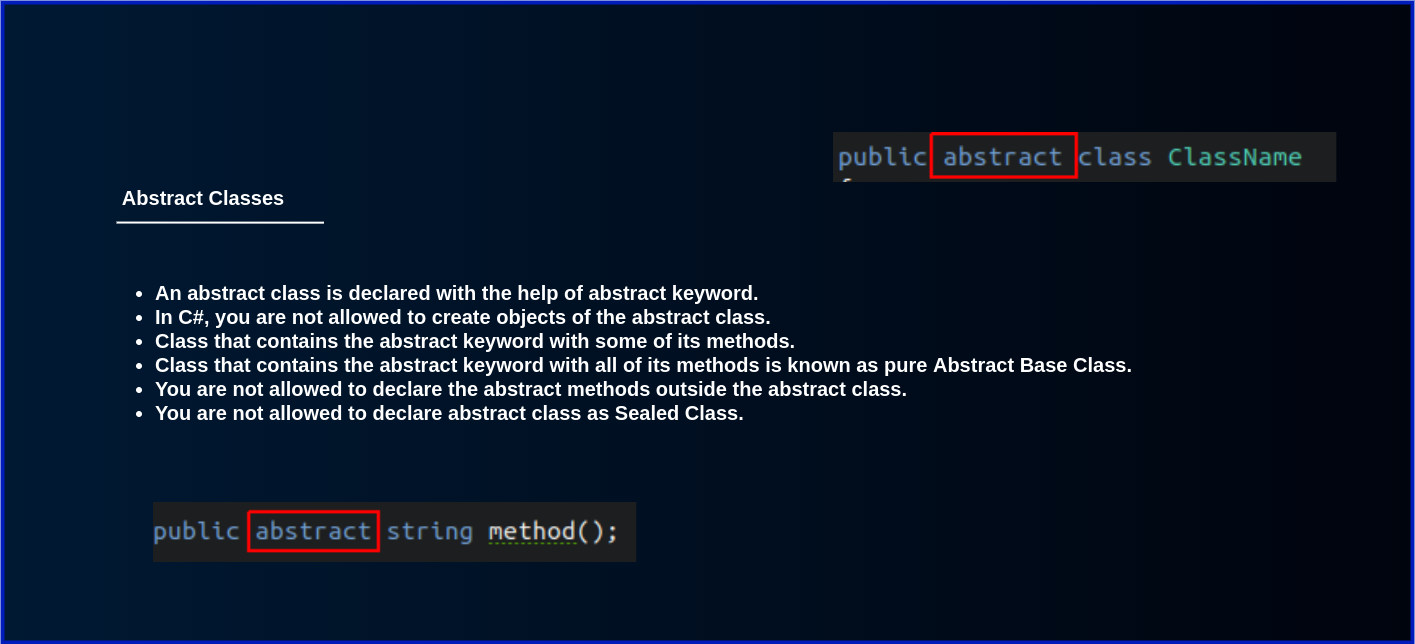 public abstract class ClassName
Abstract Classes
• An abstract class is declared with the help of abstract keyword.
• In C#, you are not allowed to create objects of the abstract class.
• Class that contains the abstract keyword with some of its methods.
• Class that contains the abstract keyword with all of its methods is known as pure Abstract Base Class.
• You are not allowed to declare the abstract methods outside the abstract class.
• You are not allowed to declare abstract class as Sealed Class.
public abstract string method();